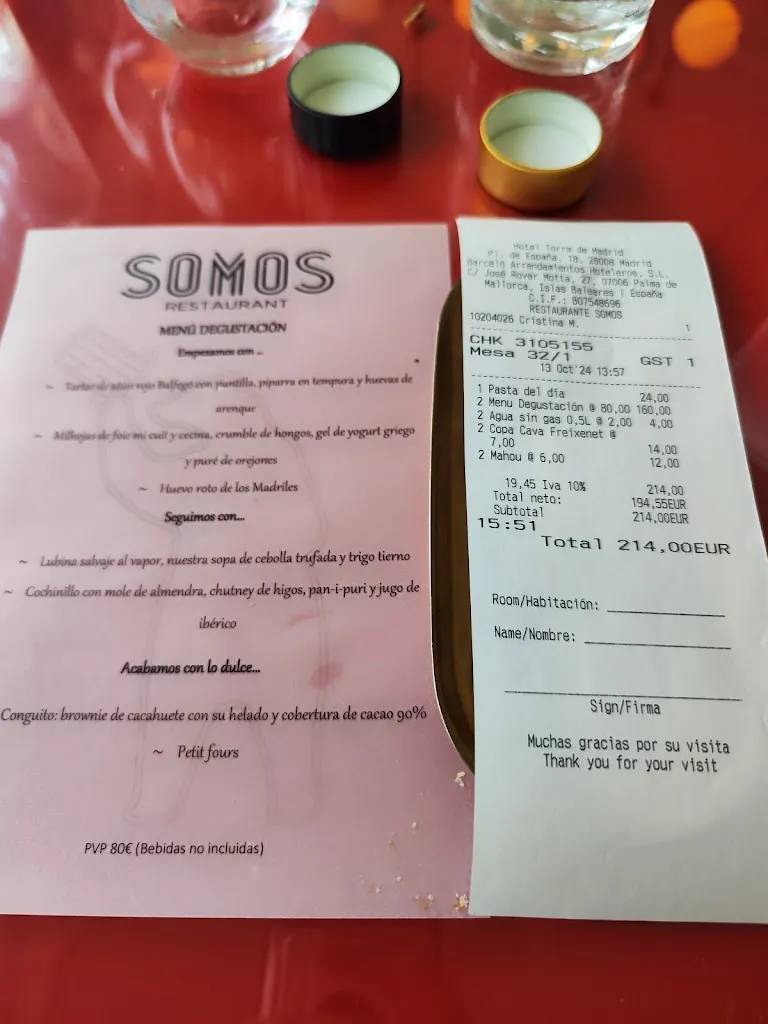 SOMOS
RESTAURANT
MENÚ DEGUSTACIÓN
Empezamos con ...
~ Tartar de atún rojo Balfegó con puntilla, piparra en tempura y huevas de
arenque
~ Milhojas de foie mi cuit y cecina, crumble de hongos, gel de yogurt griego
y puré de orejones
~ Huevo roto de los Madriles
Seguimos con...
~ Lubina salvaje al vapor, nuestra sopa de cebolla trufada y trigo tierno
~ Cochinillo con mole de almendra, chutney de higos, pan-i-puri y jugo de
ibérico
Acabamos con lo dulce...
Conguito: brownie de cacahuete con su helado y cobertura de cacao 90%
~ Petit fours
PVP 80€ (Bebidas no incluidas)
Hotel Torre de Madrid
Pl. de España, 18, 28008 Madrid
Barceló Arrendamientos Hoteleros, S.L.
C/ José Rover Motta, 27, 07006 Palma de
Mallorca, Islas Baleares | España
C.I.F.: B07548696
RESTAURANTE SOMOS
10204026 Cristina M. 1
CHK 3105155
Mesa 32/1 GST 1
13 Oct'24 13:57
1 Pasta del día 24,00
2 Menu Degustación @ 80,00 160,00
2 Agua sin gas 0,5L @ 2,00 4,00
2 Copa Cava Freixenet @
7,00 14,00
2 Mahou @ 6,00 12,00
19,45 Iva 10% 214,00
Total neto: 194,55EUR
Subtotal 214,00EUR
15:51
Total 214,00EUR
Room/Habitación:
Name/Nombre:
Sign/Firma
Muchas gracias por su visita
Thank you for your visit